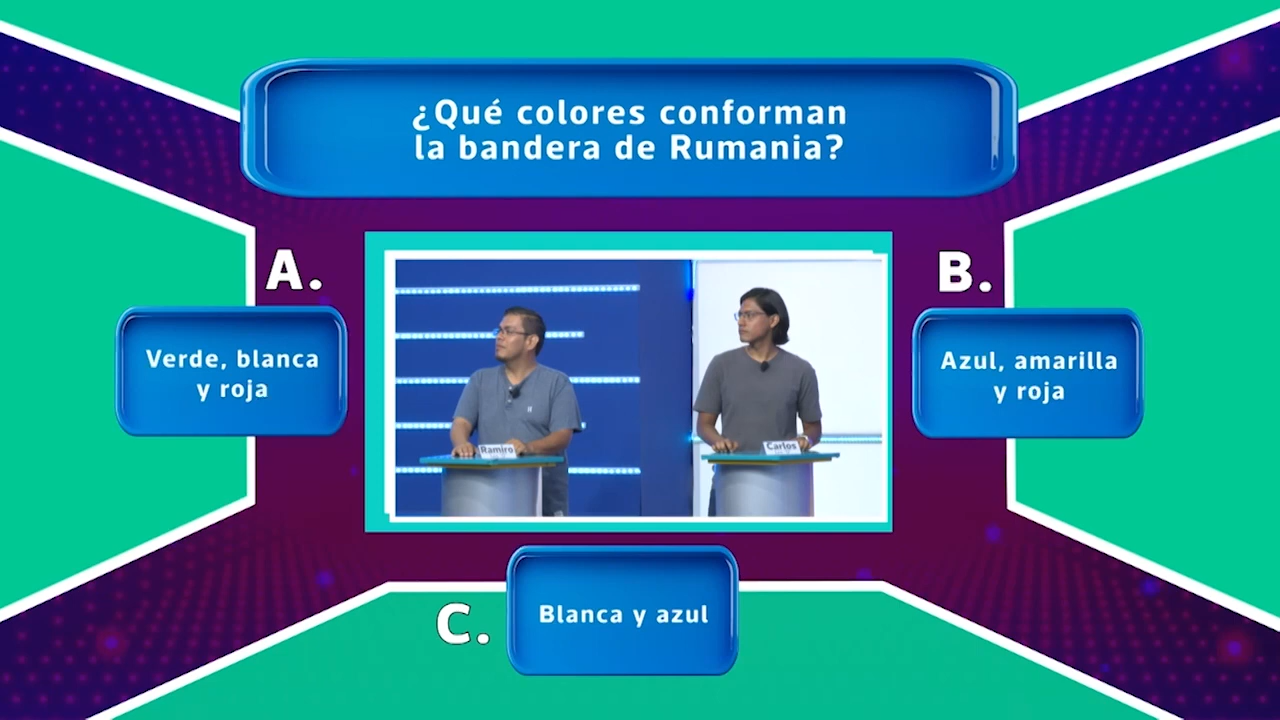 ¿Qué colores conforman
la bandera de Rumania?
A.
Verde, blanca
y roja
B.
Azul, amarilla
y roja
Ramiro
Carlos
C.
Blanca y azul